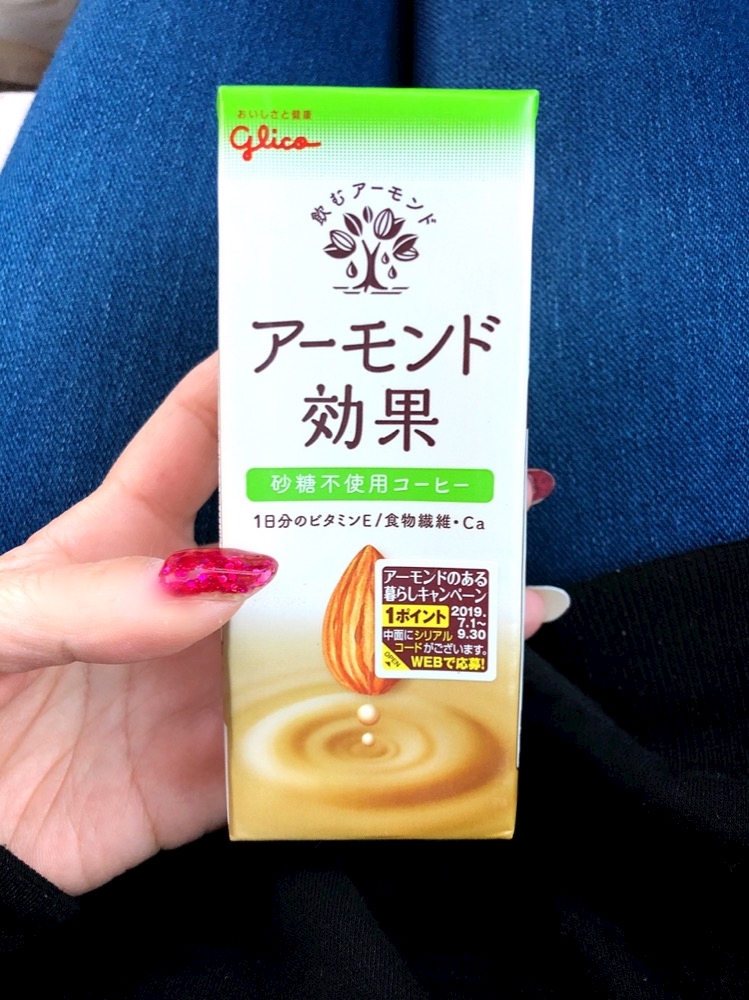 おいしさと健康
Glico
飲むアーモンド
アーモンド
効果
砂糖不使用コーヒー
1日分のビタミンE/食物繊維・Ca
アーモンドのある
暮らしキャンペーン
1ポイント
2019.
7.1~
9.30
中面にシリアル
コードがございます。
OPEN
WEBで応募!